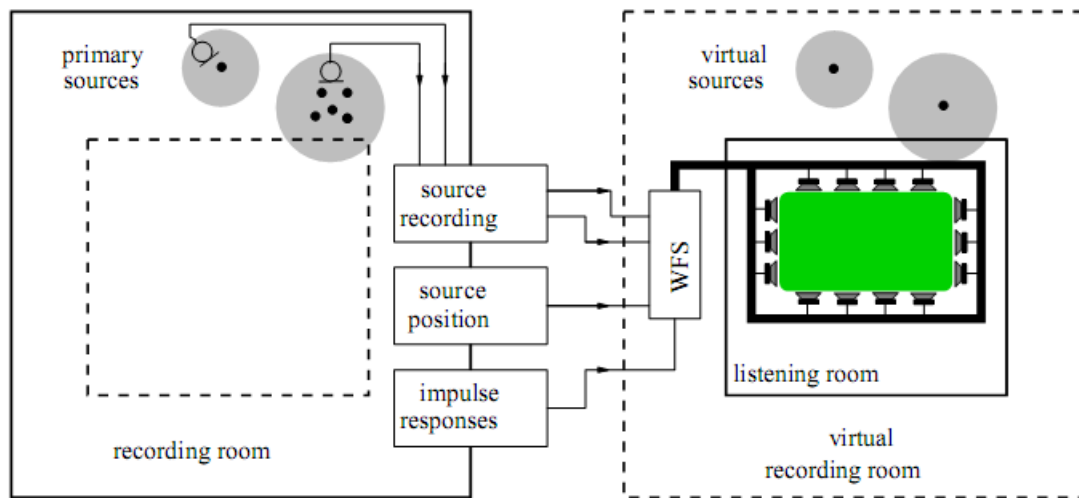 primary
sources
source
recording
source
position
impulse
responses
recording room
virtual
sources
WFS
listening room
virtual
recording room